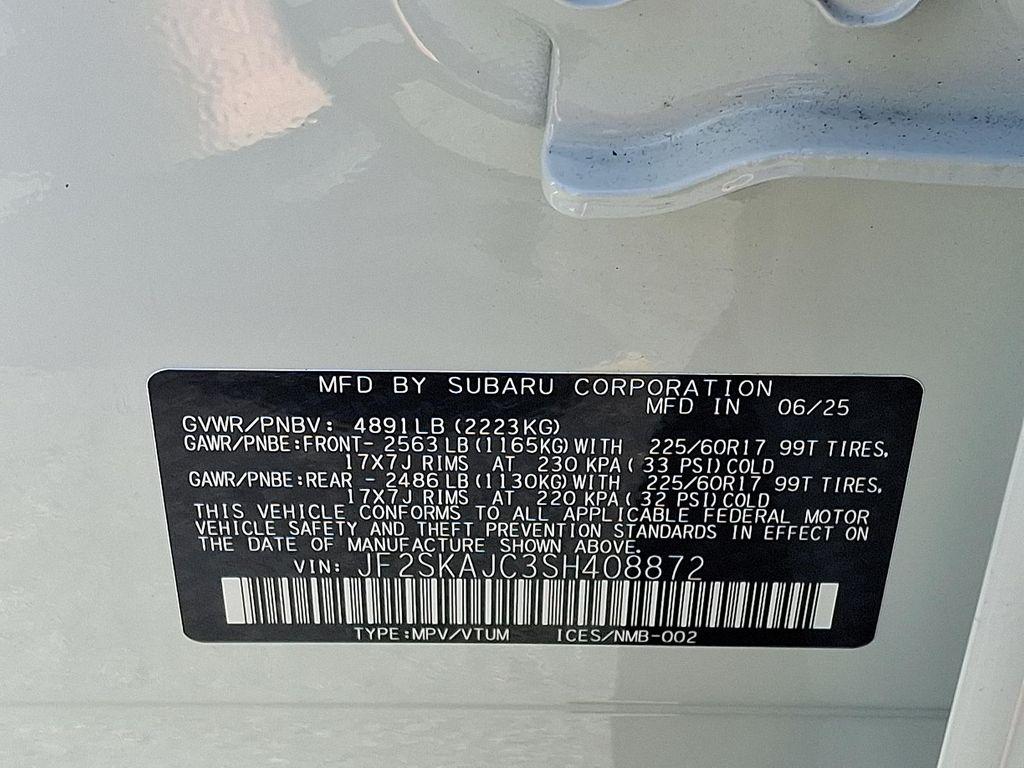 MFD BY SUBARU CORPORATION
MFD IN 06/25
GVWR/PNBV: 4891LB (2223KG)
GAWR/PNBE:FRONT- 2563 LB (1165KG) WITH 225/60R17 99T TIRES,
17X7J RIMS AT 230 KPA( 33 PSI) COLD
GAWR/PNBE:REAR - 2486 LB (1130KG) WITH 225/60R17 99T TIRES,
17X7J RIMS AT 220 KPA( 32 PSI) COLD
THIS VEHICLE CONFORMS TO ALL APPLICABLE FEDERAL MOTOR
VEHICLE SAFETY AND THEFT PREVENTION STANDARDS IN EFFECT ON
THE DATE OF MANUFACTURE SHOWN ABOVE.
VIN: JF2SKAJC3SH408872
TYPE:MPV/VTUM ICES/NMB-002